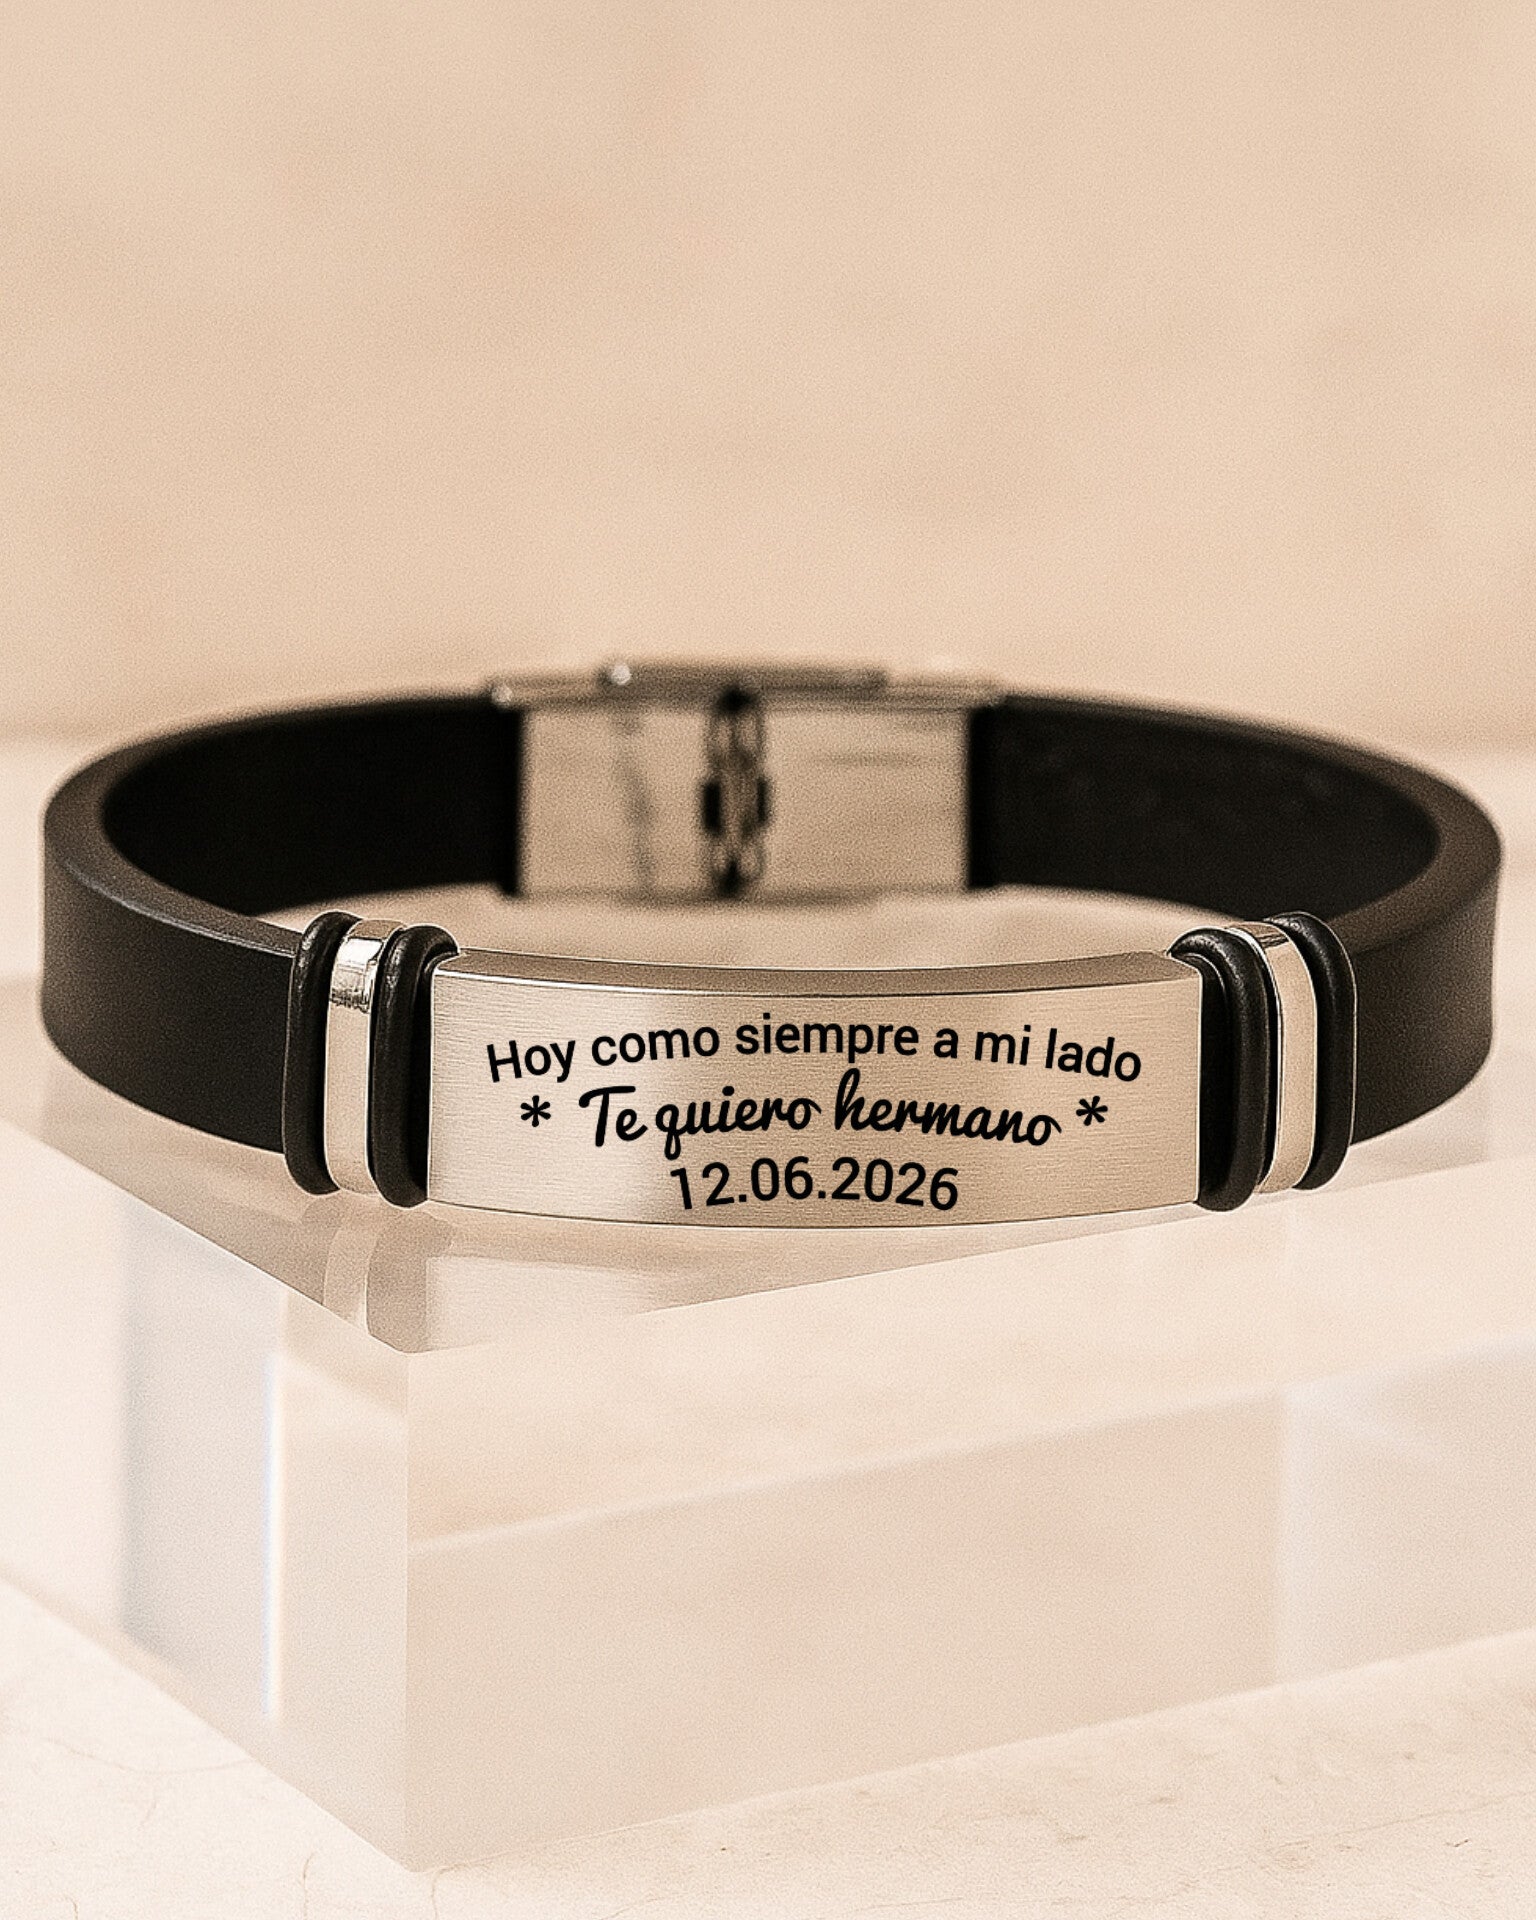 Hoy como siempre a mi lado
* Te quiero hermano *
12.06.2026